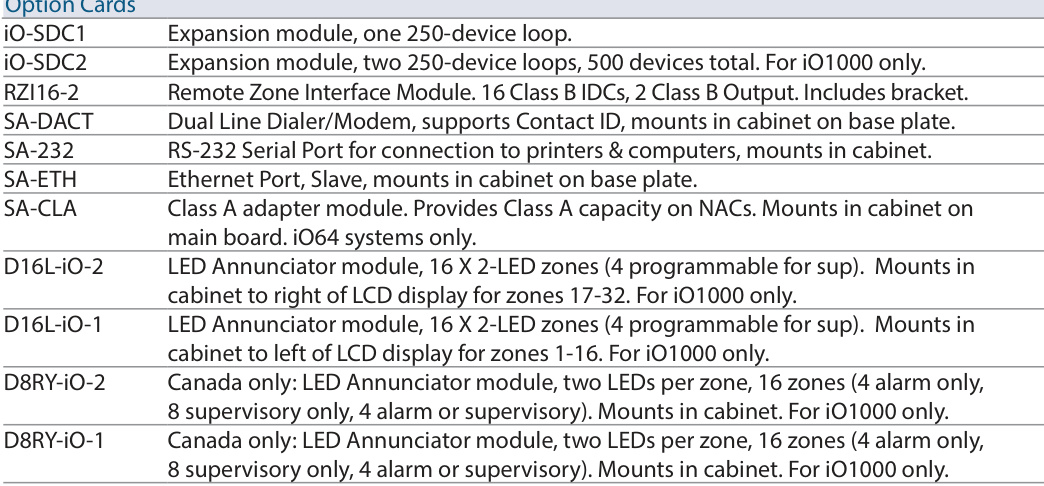 Option Cards
iO-SDC1 Expansion module, one 250-device loop.
iO-SDC2 Expansion module, two 250-device loops, 500 devices total. For iO1000 only.
RZI16-2 Remote Zone Interface Module. 16 Class B IDCs, 2 Class B Output. Includes bracket.
SA-DACT Dual Line Dialer/Modem, supports Contact ID, mounts in cabinet on base plate.
SA-232 RS-232 Serial Port for connection to printers & computers, mounts in cabinet.
SA-ETH Ethernet Port, Slave, mounts in cabinet on base plate.
SA-CLA Class A adapter module. Provides Class A capacity on NACs. Mounts in cabinet on
main board. iO64 systems only.
D16L-iO-2 LED Annunciator module, 16 X 2-LED zones (4 programmable for sup).  Mounts in
cabinet to right of LCD display for zones 17-32. For iO1000 only.
D16L-iO-1 LED Annunciator module, 16 X 2-LED zones (4 programmable for sup).  Mounts in
cabinet to left of LCD display for zones 1-16. For iO1000 only.
D8RY-iO-2 Canada only: LED Annunciator module, two LEDs per zone, 16 zones (4 alarm only,
8 supervisory only, 4 alarm or supervisory). Mounts in cabinet. For iO1000 only.
D8RY-iO-1 Canada only: LED Annunciator module, two LEDs per zone, 16 zones (4 alarm only,
8 supervisory only, 4 alarm or supervisory). Mounts in cabinet. For iO1000 only.